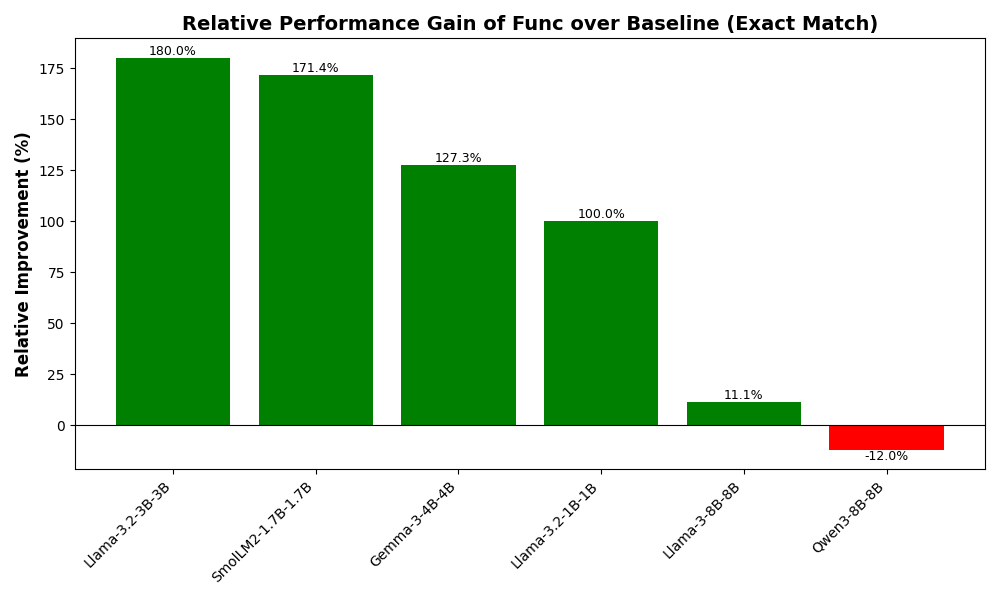 Relative Performance Gain of Func over Baseline (Exact Match)
Relative Improvement (%)
175
150
125
100
75
50
25
0
180.0%
171.4%
127.3%
100.0%
11.1%
-12.0%
Llama-3.2-3B-3B
SmolLM2-1.7B-1.7B
Gemma-3-4B-4B
Llama-3.2-1B-1B
Llama-3-8B-8B
Qwen3-8B-8B